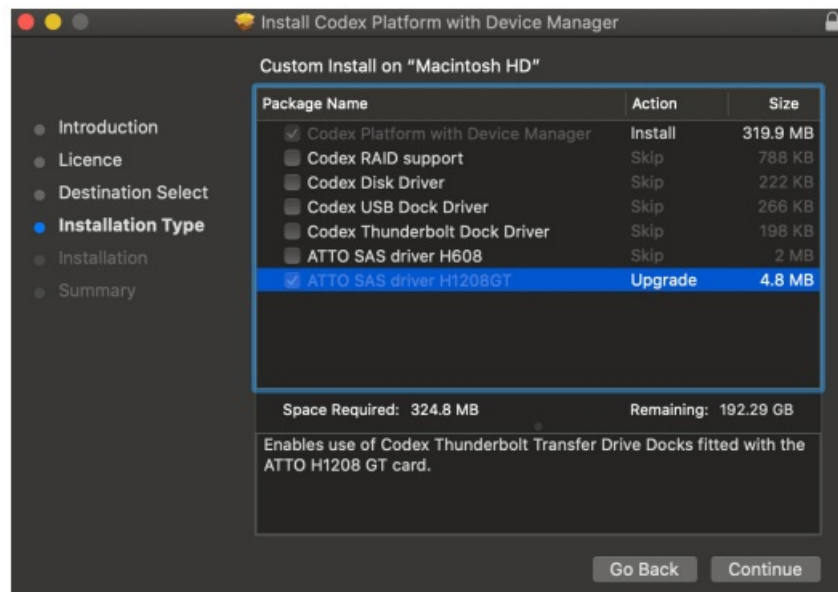 Install Codex Platform with Device Manager
Custom Install on “Macintosh HD”
Introduction
Licence
Destination Select
Installation Type
Installation
Summary
Package Name Action Size
Codex Platform with Device Manager Install 319.9 MB
Codex RAID support Skip 788 KB
Codex Disk Driver Skip 222 KB
Codex USB Dock Driver Skip 266 KB
Codex Thunderbolt Dock Driver Skip 198 KB
ATTO SAS driver H608 Skip 2 MB
ATTO SAS driver H1208GT Upgrade 4.8 MB
Space Required: 324.8 MB Remaining: 192.29 GB
Enables use of Codex Thunderbolt Transfer Drive Docks fitted with the
ATTO H1208 GT card.
Go Back Continue